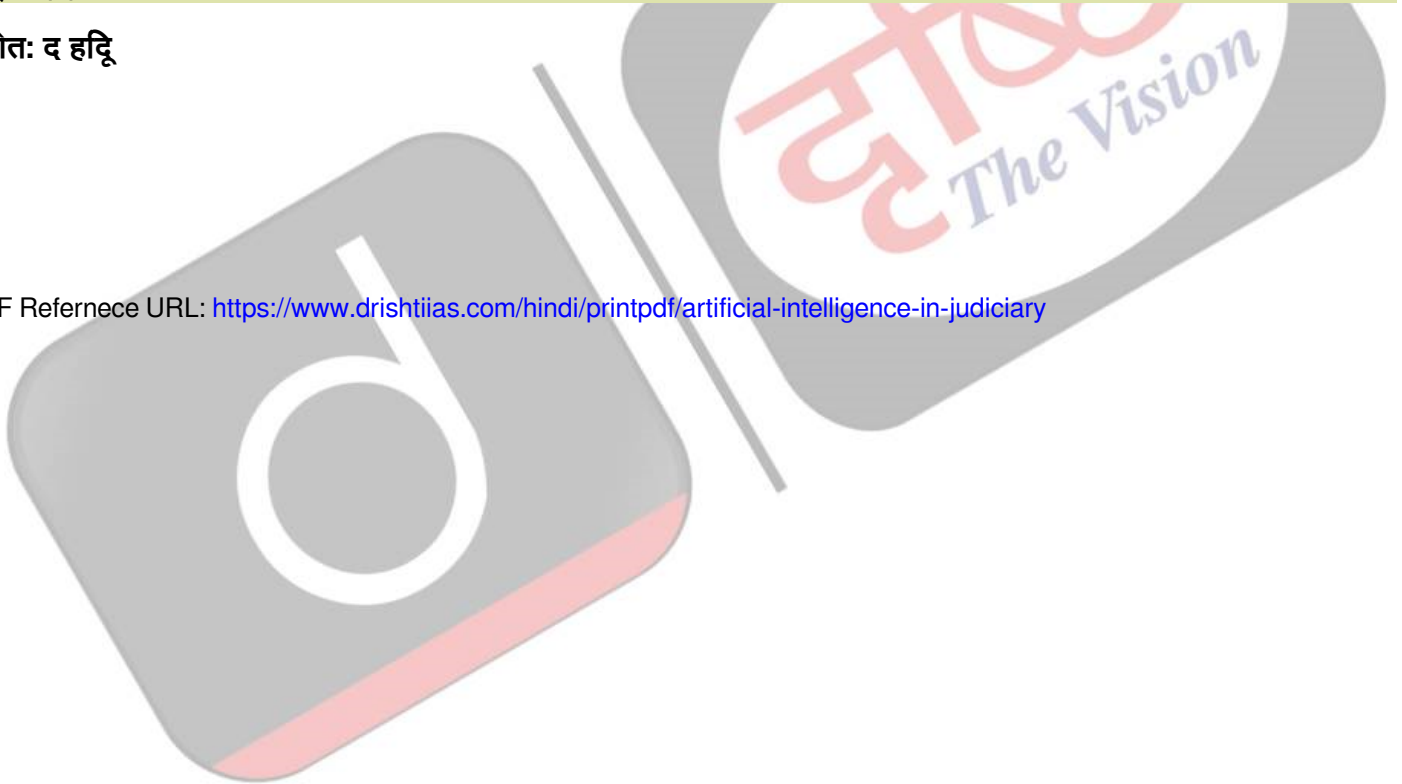 दृष्टि
The Vision
त: द हिंदू
F Refernece URL: https://www.drishtiias.com/hindi/printpdf/artificial-intelligence-in-judiciary